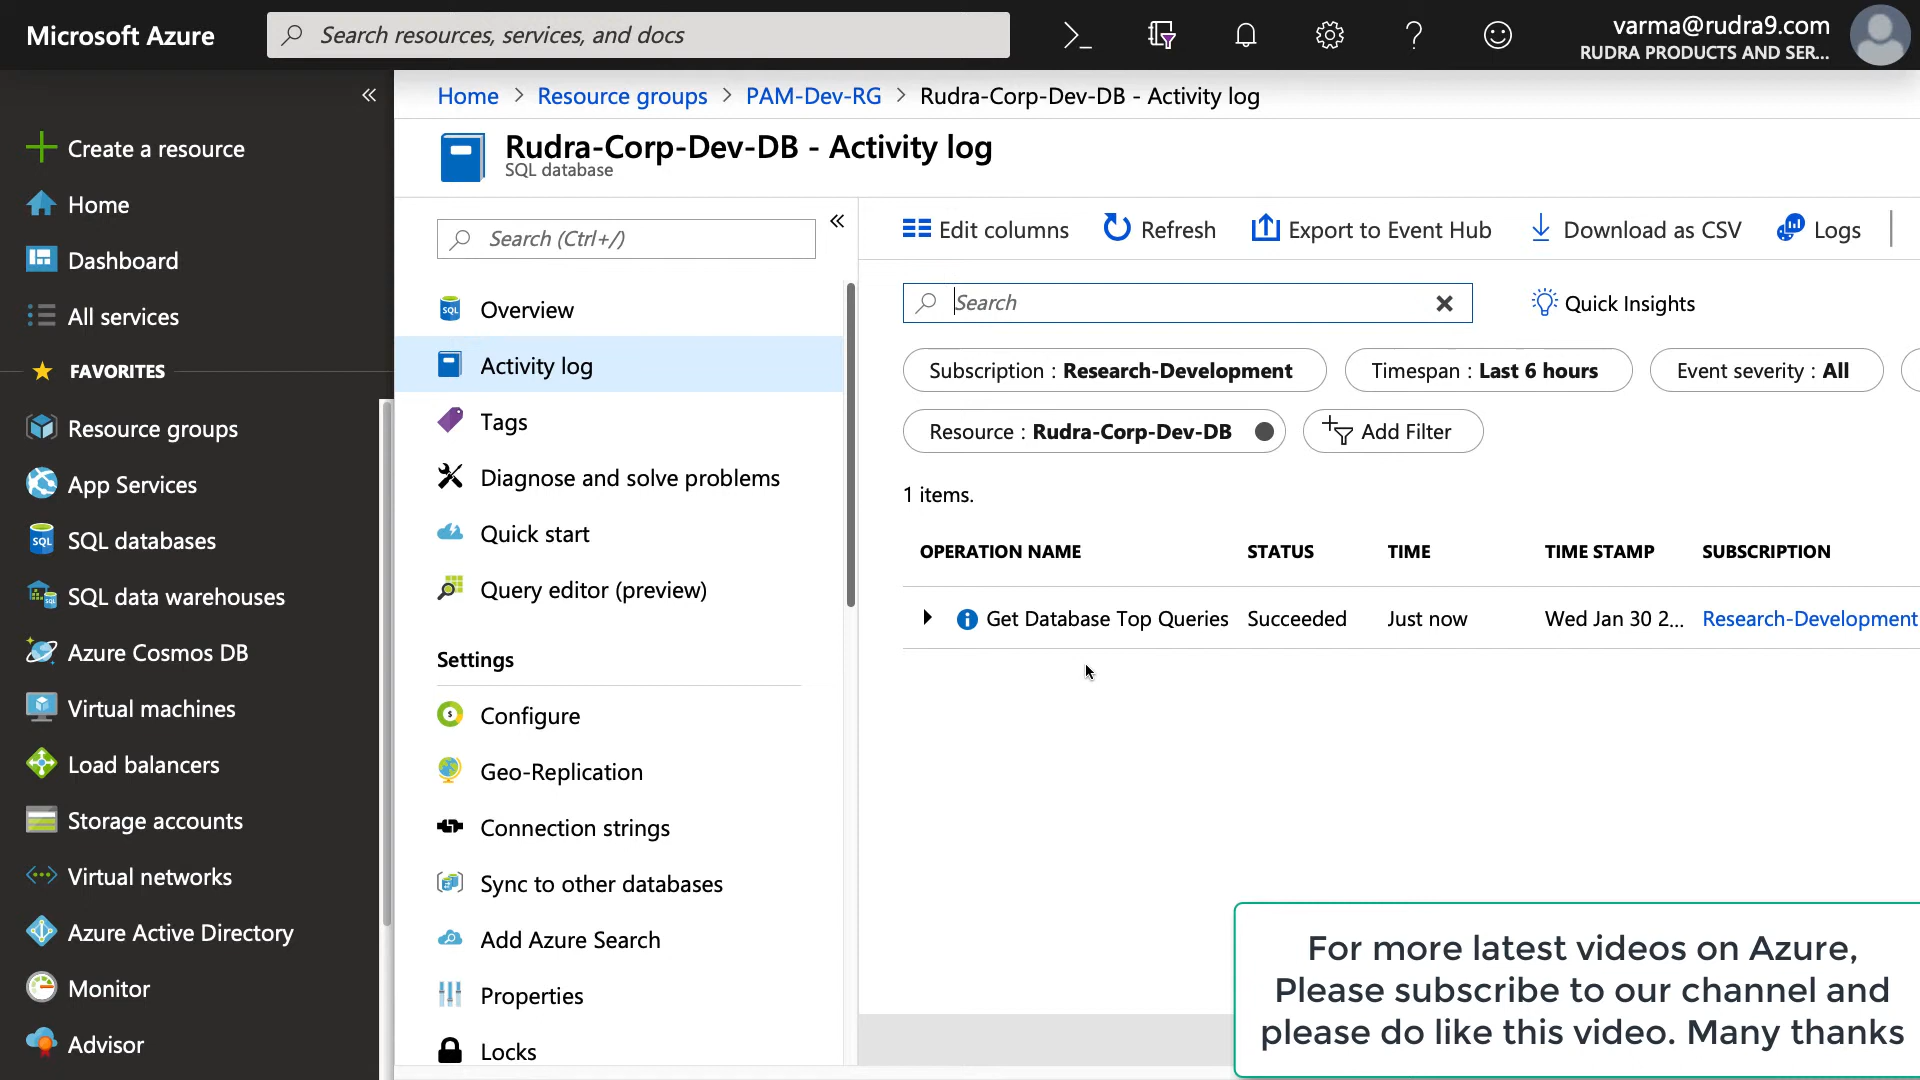 Microsoft Azure
Search resources, services, and docs
varma@rudra9.com
RUDRA PRODUCTS AND SER...
Home > Resource groups > PAM-Dev-RG > Rudra-Corp-Dev-DB - Activity log
Rudra-Corp-Dev-DB - Activity log
SQL database
Create a resource
Home
Dashboard
All services
FAVORITES
Resource groups
App Services
SQL databases
SQL data warehouses
Azure Cosmos DB
Virtual machines
Load balancers
Storage accounts
Virtual networks
Azure Active Directory
Monitor
Advisor
Search (Ctrl+/)
Overview
Activity log
Tags
Diagnose and solve problems
Quick start
Query editor (preview)
Settings
Configure
Geo-Replication
Connection strings
Sync to other databases
Add Azure Search
Properties
Locks
Edit columns Refresh Export to Event Hub Download as CSV Logs
Search
Quick Insights
Subscription : Research-Development Timespan : Last 6 hours Event severity : All
Resource : Rudra-Corp-Dev-DB Add Filter
1 items.
OPERATION NAME STATUS TIME TIME STAMP SUBSCRIPTION
Get Database Top Queries Succeeded Just now Wed Jan 30 2... Research-Development
For more latest videos on Azure,
Please subscribe to our channel and
please do like this video. Many thanks